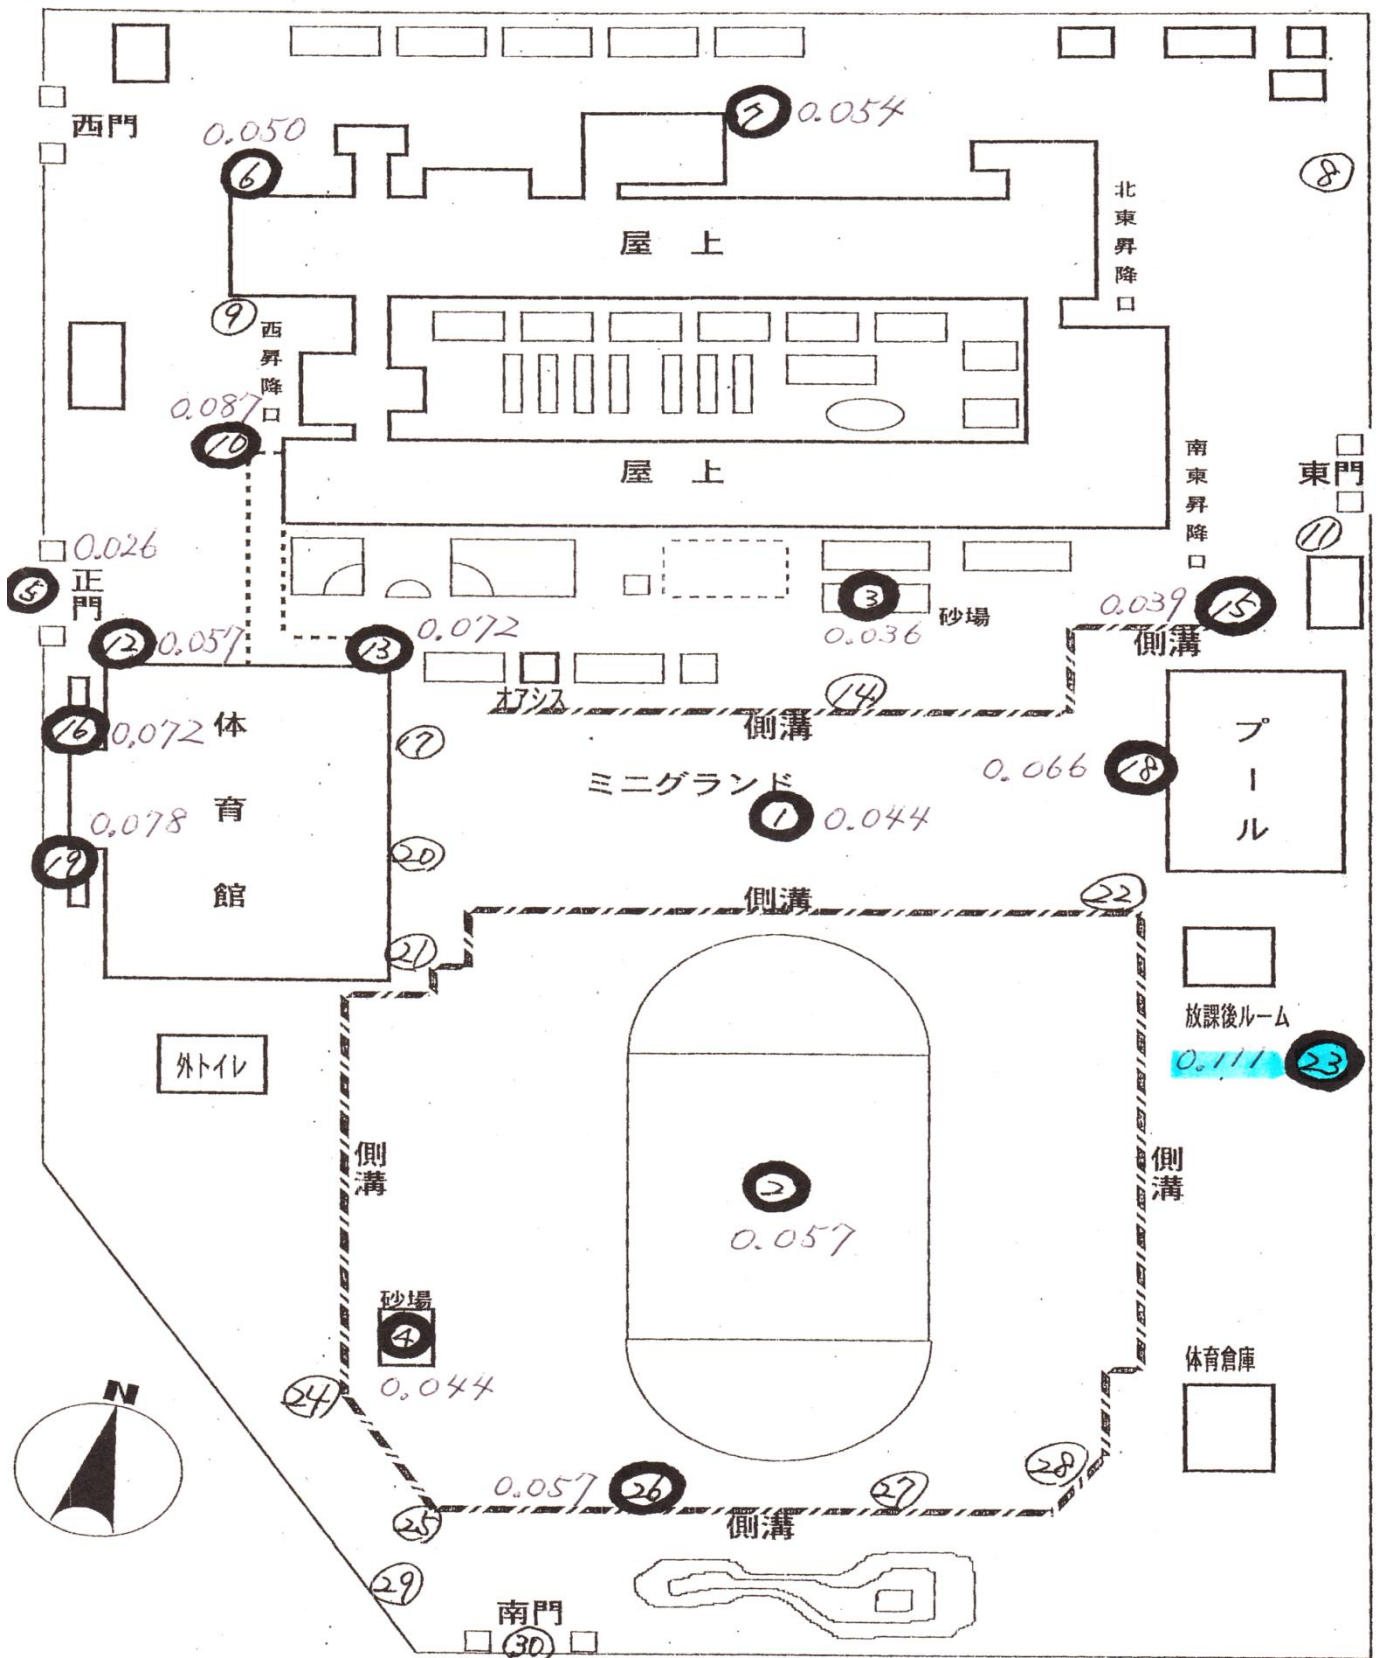 西門
0.050
⑥
⑦ 0.054
⑧
北東昇降口
屋上
⑨
西昇降口
0.087
⑩
屋上
南東昇降口
東門
⑪
0.026
⑤
正門
⑫ 0.057
⑬ 0.072
③
0.036
砂場
0.039 ⑮
側溝
オアシス
⑭
側溝
⑯ 0.072
体育館
⑰
ミニグランド
0.066 ⑱
プール
① 0.044
0.078
⑲
⑳
側溝
㉒
㉑
放課後ルーム
0.111 ㉓
外トイレ
側溝
側溝
②
0.057
砂場
④
0.044
体育倉庫
N
㉔
0.057 ㉖
㉗
㉘
㉕
側溝
㉙
南門
㉚